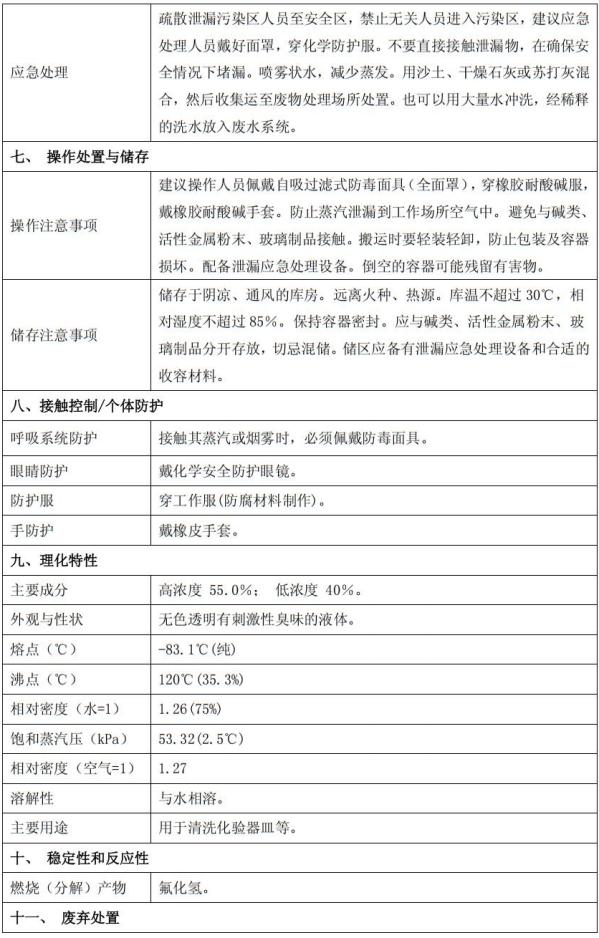 应急处理
疏散泄漏污染区人员至安全区，禁止无关人员进入污染区，建议应急
处理人员戴好面罩，穿化学防护服。不要直接接触泄漏物，在确保安
全情况下堵漏。喷雾状水，减少蒸发。用沙土、干燥石灰或苏打灰混
合，然后收集运至废物处理场所处置。也可以用大量水冲洗，经稀释
的洗水放入废水系统。
七、 操作处置与储存
操作注意事项
建议操作人员佩戴自吸过滤式防毒面具(全面罩)，穿橡胶耐酸碱服，
戴橡胶耐酸碱手套。防止蒸汽泄漏到工作场所空气中。避免与碱类、
活性金属粉末、玻璃制品接触。搬运时要轻装轻卸，防止包装及容器
损坏。配备泄漏应急处理设备。倒空的容器可能残留有害物。
储存注意事项
储存于阴凉、通风的库房。远离火种、热源。库温不超过 30℃，相
对湿度不超过 85%。保持容器密封。应与碱类、活性金属粉末、玻
璃制品分开存放，切忌混储。储区应备有泄漏应急处理设备和合适的
收容材料。
八、接触控制/个体防护
呼吸系统防护 接触其蒸汽或烟雾时，必须佩戴防毒面具。
眼睛防护 戴化学安全防护眼镜。
防护服 穿工作服(防腐材料制作)。
手防护 戴橡皮手套。
九、理化特性
主要成分 高浓度 55.0%； 低浓度 40%。
外观与性状 无色透明有刺激性臭味的液体。
熔点（℃） -83.1℃(纯)
沸点（℃） 120℃(35.3%)
相对密度（水=1） 1.26(75%)
饱和蒸汽压（kPa） 53.32(2.5℃)
相对密度（空气=1） 1.27
溶解性 与水相溶。
主要用途 用于清洗化验器皿等。
十、 稳定性和反应性
燃烧（分解）产物 氟化氢。
十一、 废弃处置